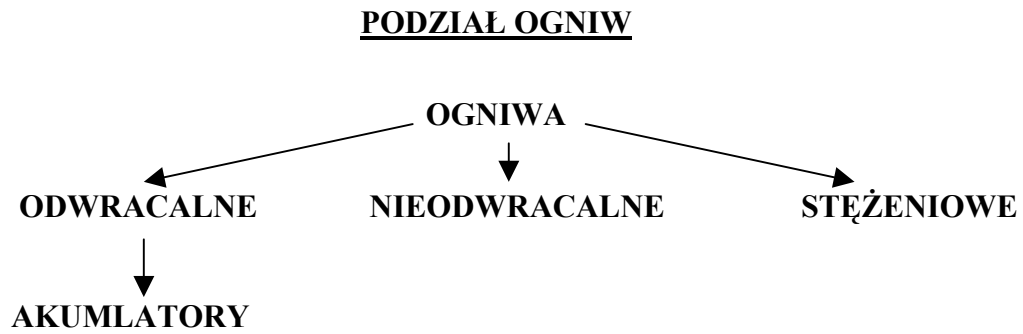 PODZIAŁ OGNIW
OGNIWA
ODWRACALNE NIEODWRACALNE STĘŻENIOWE
AKUMLATORY